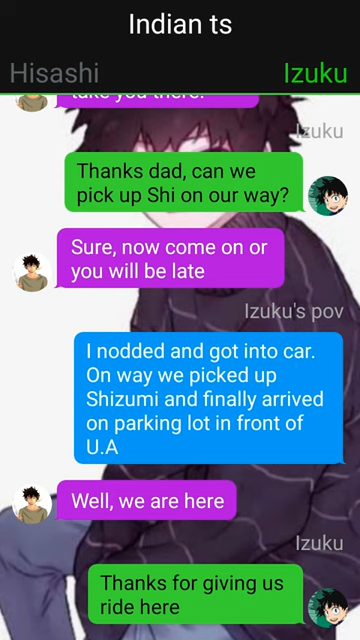 Indian ts
Hisashi
Izuku
take you there.
Izuku
Thanks dad, can we
pick up Shi on our way?
Sure, now come on or
you will be late
Izuku's pov
I nodded and got into car.
On way we picked up
Shizumi and finally arrived
on parking lot in front of
U.A
Well, we are here
Izuku
Thanks for giving us
ride here